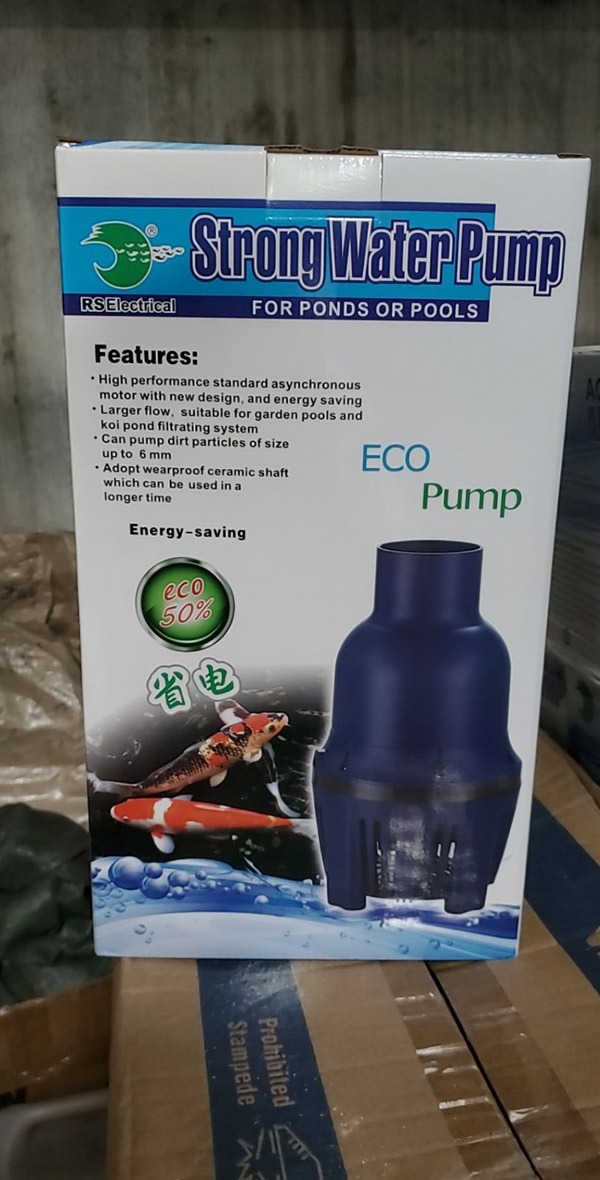 ®
Strong Water Pump
RSElectrical
FOR PONDS OR POOLS
Features:
• High performance standard asynchronous
motor with new design, and energy saving
• Larger flow, suitable for garden pools and
koi pond filtrating system
• Can pump dirt particles of size
up to 6 mm
• Adopt wearproof ceramic shaft
which can be used in a
longer time
ECO
Pump
Energy-saving
eco
50%
省电
Prohibited
Stampede